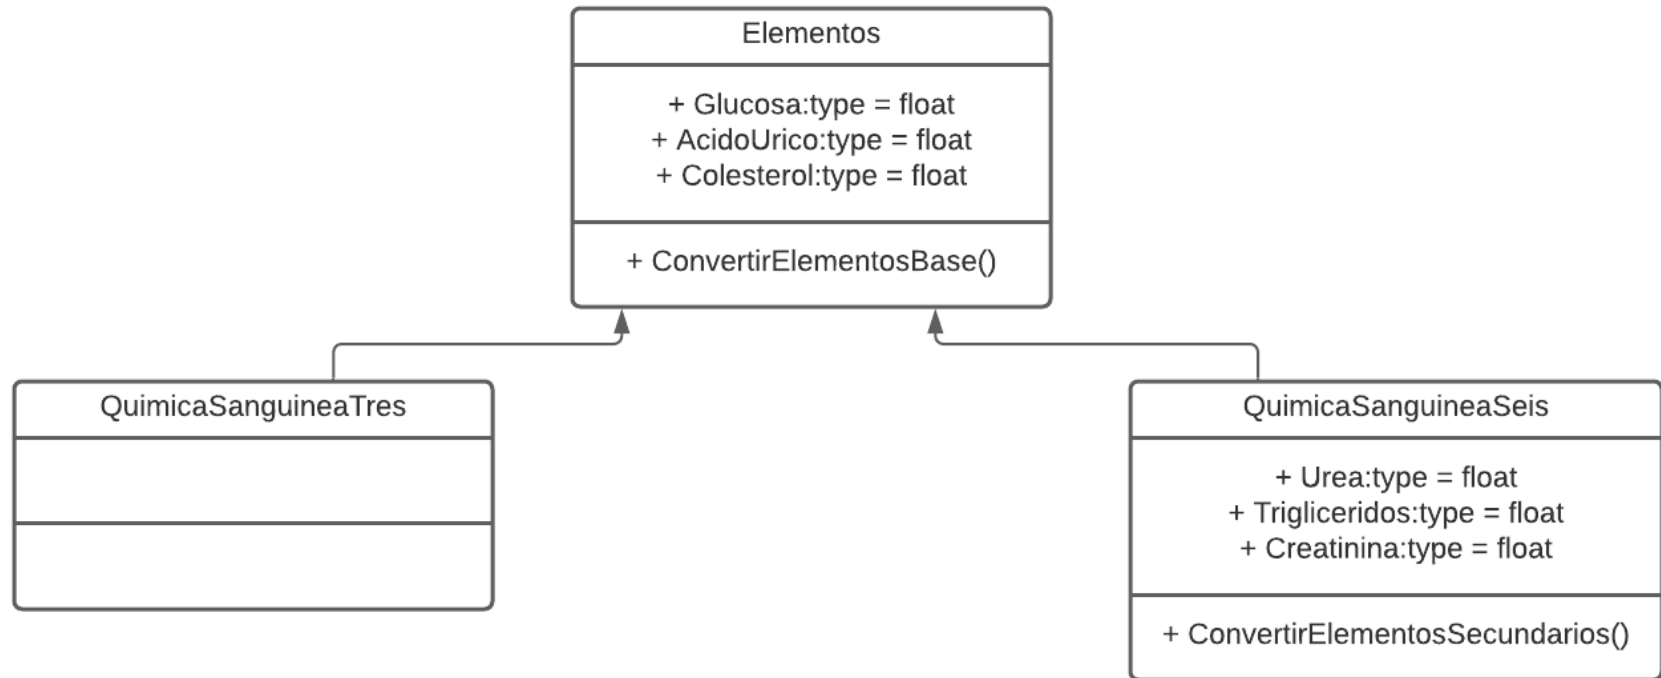 Elementos
+ Glucosa:type = float
+ AcidoUrico:type = float
+ Colesterol:type = float
+ ConvertirElementosBase()
QuimicaSanguineaTres
QuimicaSanguineaSeis
+ Urea:type = float
+ Trigliceridos:type = float
+ Creatinina:type = float
+ ConvertirElementosSecundarios()